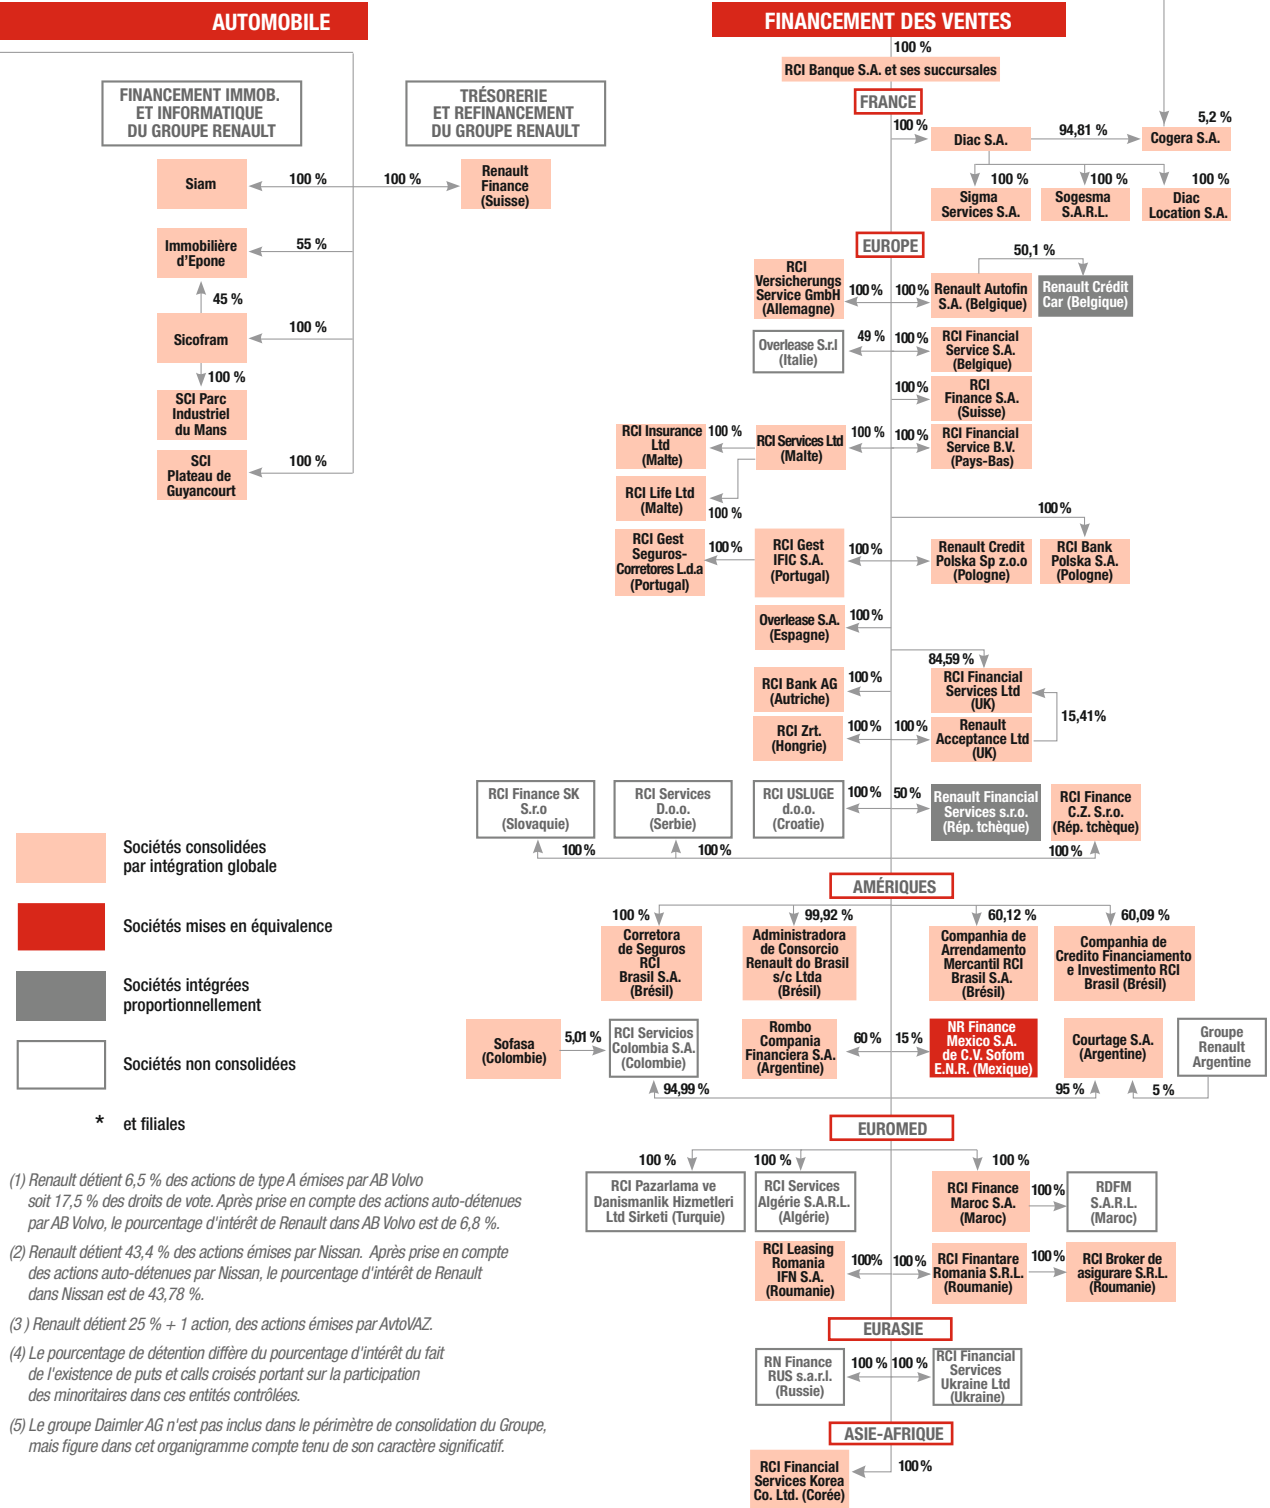 AUTOMOBILE
FINANCEMENT IMMOB.
ET INFORMATIQUE
DU GROUPE RENAULT
TRÉSORERIE
ET REFINANCEMENT
DU GROUPE RENAULT
Siam
100 %
100 %
Renault
Finance
(Suisse)
Immobilière
d'Epone
55 %
45 %
Sicofram
100 %
100 %
SCI Parc
Industriel
du Mans
SCI
Plateau de
Guyancourt
100 %
FINANCEMENT DES VENTES
100 %
RCI Banque S.A. et ses succursales
FRANCE
100 %
Diac S.A.
94,81 %
5,2 %
Cogera S.A.
100 %
100 %
100 %
Sigma
Services S.A.
Sogesma
S.A.R.L.
Diac
Location S.A.
EUROPE
50,1 %
RCI
Versicherungs
Service GmbH
(Allemagne)
100 %
100 %
Renault Autofin
S.A. (Belgique)
Renault Crédit
Car (Belgique)
Overlease S.r.l
(Italie)
49 %
100 %
RCI Financial
Service S.A.
(Belgique)
100 %
RCI
Finance S.A.
(Suisse)
RCI Insurance
Ltd
(Malte)
100 %
RCI Services Ltd
(Malte)
100 %
100 %
RCI Financial
Service B.V.
(Pays-Bas)
RCI Life Ltd
(Malte)
100 %
100 %
RCI Gest
Seguros-
Corretores L.d.a
(Portugal)
100 %
RCI Gest
IFIC S.A.
(Portugal)
100 %
Renault Credit
Polska Sp z.o.o
(Pologne)
RCI Bank
Polska S.A.
(Pologne)
Overlease S.A.
(Espagne)
100 %
84,59 %
RCI Bank AG
(Autriche)
100 %
RCI Financial
Services Ltd
(UK)
15,41%
RCI Zrt.
(Hongrie)
100 %
100 %
Renault
Acceptance Ltd
(UK)
RCI Finance SK
S.r.o
(Slovaquie)
RCI Services
D.o.o.
(Serbie)
RCI USLUGE
d.o.o.
(Croatie)
100 %
50 %
Renault Financial
Services s.r.o.
(Rép. tchèque)
RCI Finance
C.Z. S.r.o.
(Rép. tchèque)
100 %
100 %
100 %
AMÉRIQUES
100 %
99,92 %
60,12 %
60,09 %
Corretora
de Seguros
RCI
Brasil S.A.
(Brésil)
Administradora
de Consorcio
Renault do Brasil
s/c Ltda
(Brésil)
Companhia de
Arrendamento
Mercantil RCI
Brasil S.A.
(Brésil)
Companhia de
Credito Financiamento
e Investimento RCI
Brasil (Brésil)
Sofasa
(Colombie)
5,01 %
RCI Servicios
Colombia S.A.
(Colombie)
Rombo
Compania
Financiera S.A.
(Argentine)
60 %
15 %
NR Finance
Mexico S.A.
de C.V. Sofom
E.N.R. (Mexique)
Courtage S.A.
(Argentine)
Groupe
Renault
Argentine
94,99 %
95 %
5 %
EUROMED
100 %
100 %
100 %
RCI Pazarlama ve
Danismanlik Hizmetleri
Ltd Sirketi (Turquie)
RCI Services
Algérie S.A.R.L.
(Algérie)
RCI Finance
Maroc S.A.
(Maroc)
100 %
RDFM
S.A.R.L.
(Maroc)
RCI Leasing
Romania
IFN S.A.
(Roumanie)
100%
100 %
RCI Finantare
Romania S.R.L.
(Roumanie)
100 %
RCI Broker de
asigurare S.R.L.
(Roumanie)
EURASIE
RN Finance
RUS s.a.r.l.
(Russie)
100 %
100 %
RCI Financial
Services
Ukraine Ltd
(Ukraine)
ASIE-AFRIQUE
RCI Financial
Services Korea
Co. Ltd. (Corée)
100 %
Sociétés consolidées
par intégration globale
Sociétés mises en équivalence
Sociétés intégrées
proportionnellement
Sociétés non consolidées
* et filiales
(1) Renault détient 6,5 % des actions de type A émises par AB Volvo
soit 17,5 % des droits de vote. Après prise en compte des actions auto-détenues
par AB Volvo, le pourcentage d'intérêt de Renault dans AB Volvo est de 6,8 %.
(2) Renault détient 43,4 % des actions émises par Nissan. Après prise en compte
des actions auto-détenues par Nissan, le pourcentage d'intérêt de Renault
dans Nissan est de 43,78 %.
(3 ) Renault détient 25 % + 1 action, des actions émises par AvtoVAZ.
(4) Le pourcentage de détention diffère du pourcentage d'intérêt du fait
de l'existence de puts et calls croisés portant sur la participation
des minoritaires dans ces entités contrôlées.
(5) Le groupe Daimler AG n'est pas inclus dans le périmètre de consolidation du Groupe,
mais figure dans cet organigramme compte tenu de son caractère significatif.